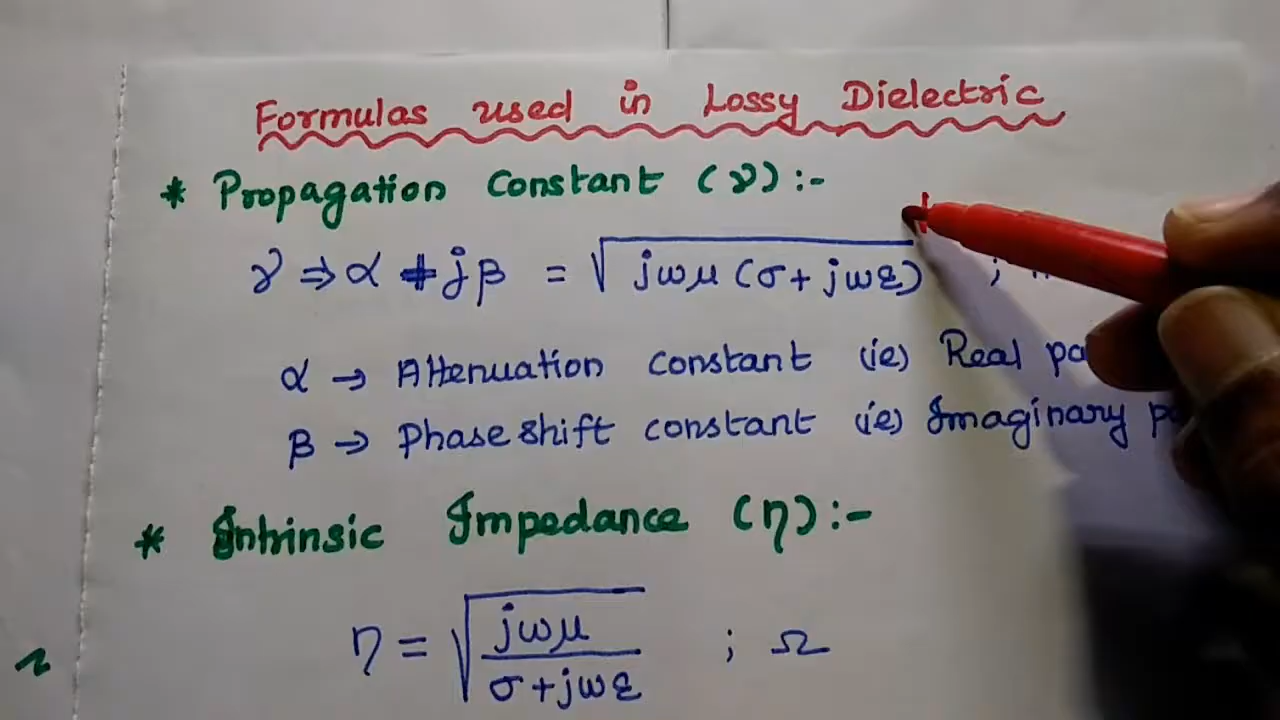 Formulas used in Lossy Dielectric
* Propagation Constant (γ):-
γ ⇒ α + jβ = √jωμ(σ+jωε) ;
α → Attenuation constant (ie) Real
β → Phase shift constant (ie) Imaginary
* Intrinsic Impedance (η):-
η = √jωμ/σ+jωε ; Ω